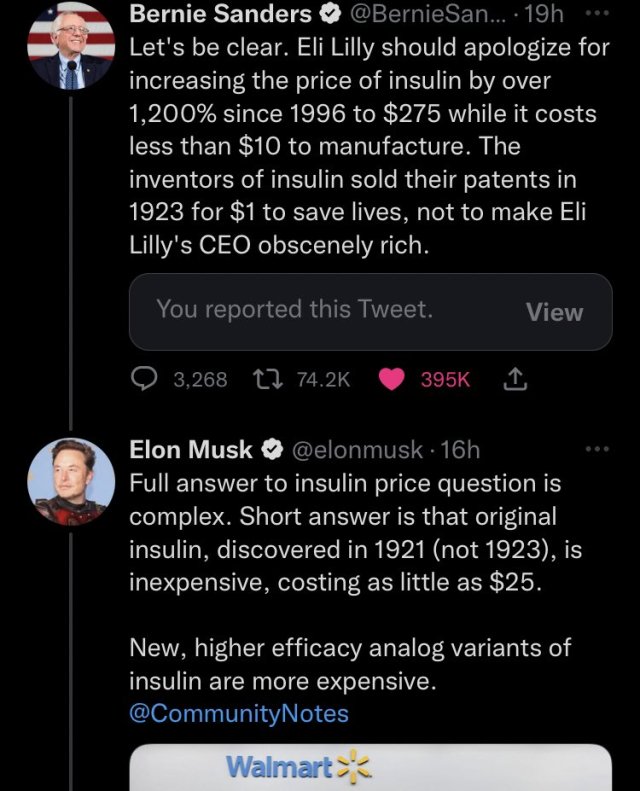 Bernie Sanders @BernieSan... · 19h
Let's be clear. Eli Lilly should apologize for
increasing the price of insulin by over
1,200% since 1996 to $275 while it costs
less than $10 to manufacture. The
inventors of insulin sold their patents in
1923 for $1 to save lives, not to make Eli
Lilly's CEO obscenely rich.
You reported this Tweet. View
3,268 74.2K 395K
Elon Musk @elonmusk · 16h
Full answer to insulin price question is
complex. Short answer is that original
insulin, discovered in 1921 (not 1923), is
inexpensive, costing as little as $25.
New, higher efficacy analog variants of
insulin are more expensive.
@CommunityNotes
Walmart